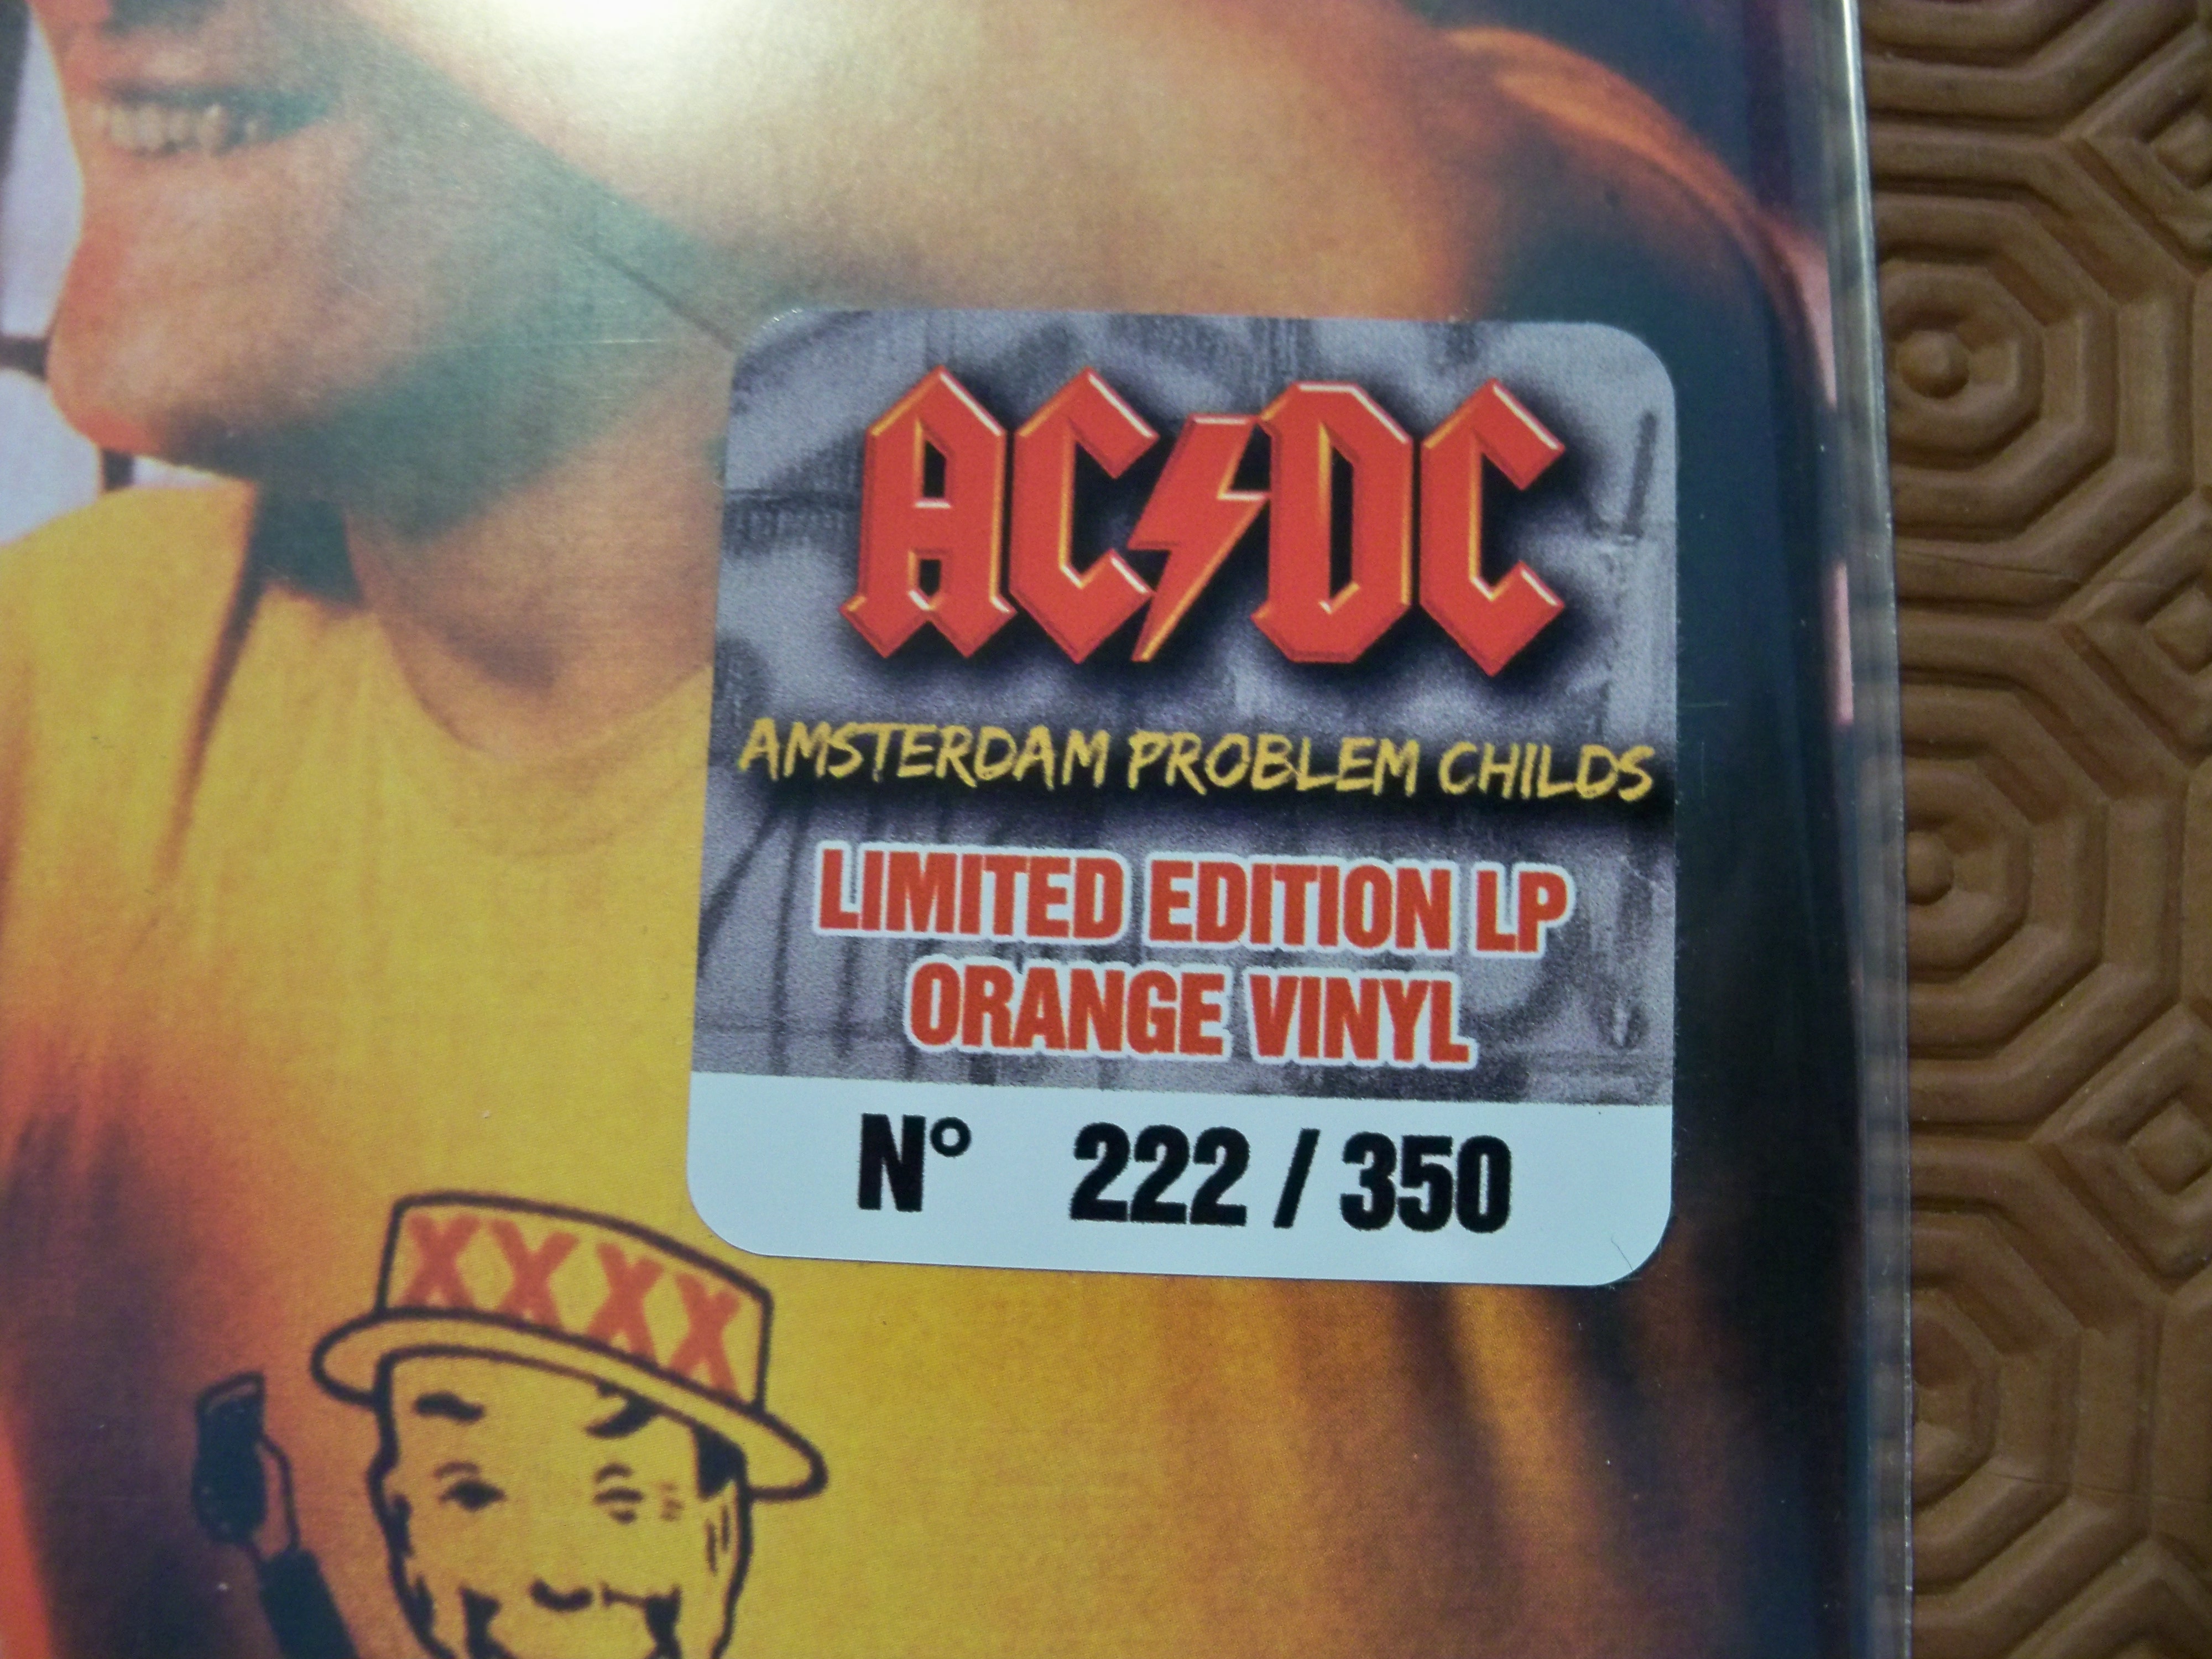 AC⚡DC
AMSTERDAM PROBLEM CHILDS
LIMITED EDITION LP
ORANGE VINYL
N° 222 / 350
XXXX